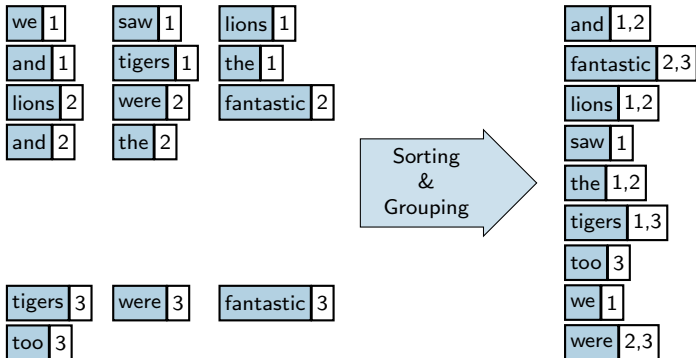 we 1 saw 1 lions 1
and 1 tigers 1 the 1
lions 2 were 2 fantastic 2
and 2 the 2
tigers 3 were 3 fantastic 3
too 3
Sorting
&
Grouping
and 1,2
fantastic 2,3
lions 1,2
saw 1
the 1,2
tigers 1,3
too 3
we 1
were 2,3